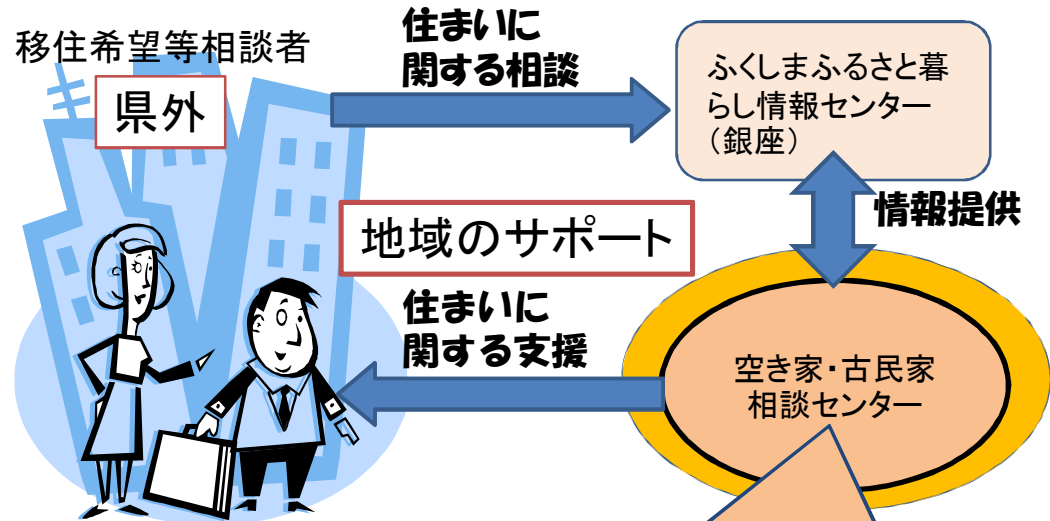 移住希望等相談者
県外
住まいに
関する相談
ふくしまふるさと暮
らし情報センター
（銀座）
情報提供
地域のサポート
住まいに
関する支援
空き家・古民家
相談センター